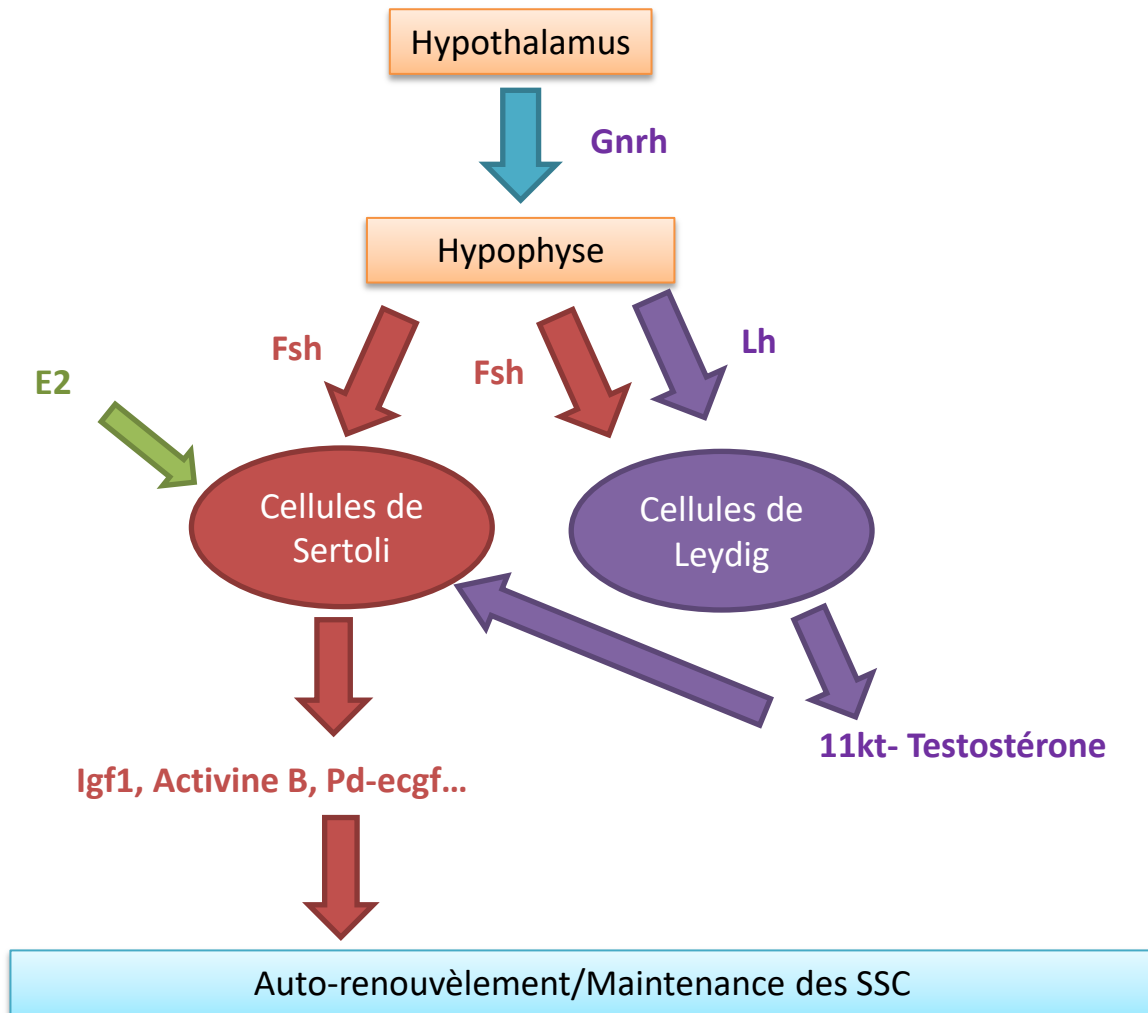 Hypothalamus
Gnrh
Hypophyse
Fsh
Fsh
Lh
E2
Cellules de
Sertoli
Cellules de
Leydig
11kt- Testostérone
Igf1, Activine B, Pd-ecgf...
Auto-renouvèlement/Maintenance des SSC